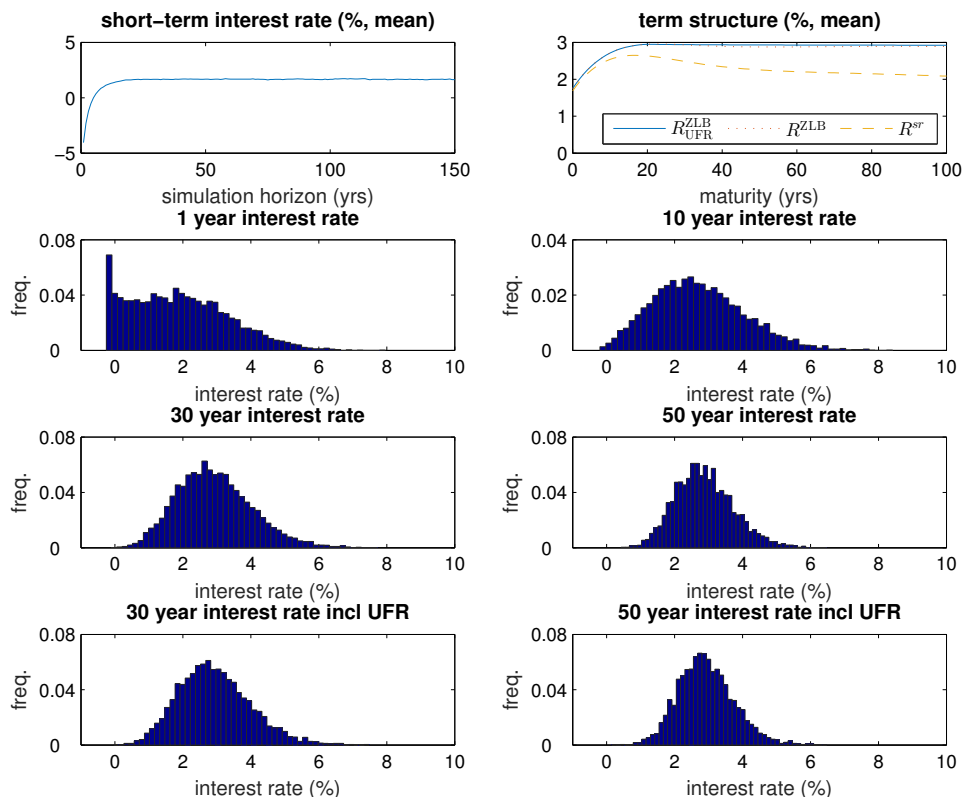 short−term interest rate (%, mean)
5
0
−5
0
50
100
150
simulation horizon (yrs)
term structure (%, mean)
3
2
1
0
R^ZLB_UFR
R^ZLB
R^sr
0
20
40
60
80
100
maturity (yrs)
1 year interest rate
freq.
0.08
0.04
0
0
2
4
6
8
10
interest rate (%)
10 year interest rate
freq.
0.04
0.02
0
0
2
4
6
8
10
interest rate (%)
30 year interest rate
freq.
0.08
0.04
0
0
2
4
6
8
10
interest rate (%)
50 year interest rate
freq.
0.08
0.04
0
0
2
4
6
8
10
interest rate (%)
30 year interest rate incl UFR
freq.
0.08
0.04
0
0
2
4
6
8
10
interest rate (%)
50 year interest rate incl UFR
freq.
0.08
0.04
0
0
2
4
6
8
10
interest rate (%)